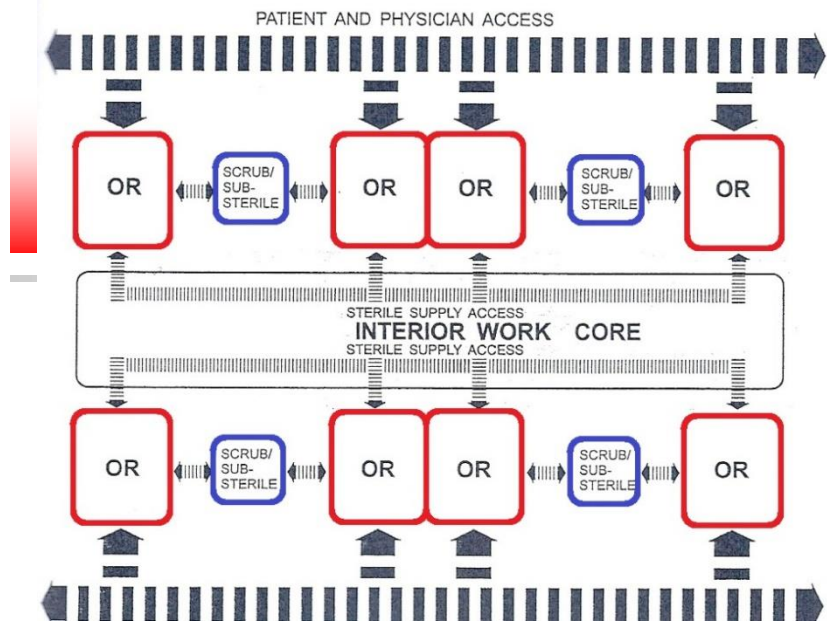 PATIENT AND PHYSICIAN ACCESS
OR
SCRUB/
SUB-
STERILE
OR
OR
SCRUB/
SUB-
STERILE
OR
STERILE SUPPLY ACCESS
INTERIOR WORK CORE
STERILE SUPPLY ACCESS
OR
SCRUB/
SUB-
STERILE
OR
OR
SCRUB/
SUB-
STERILE
OR